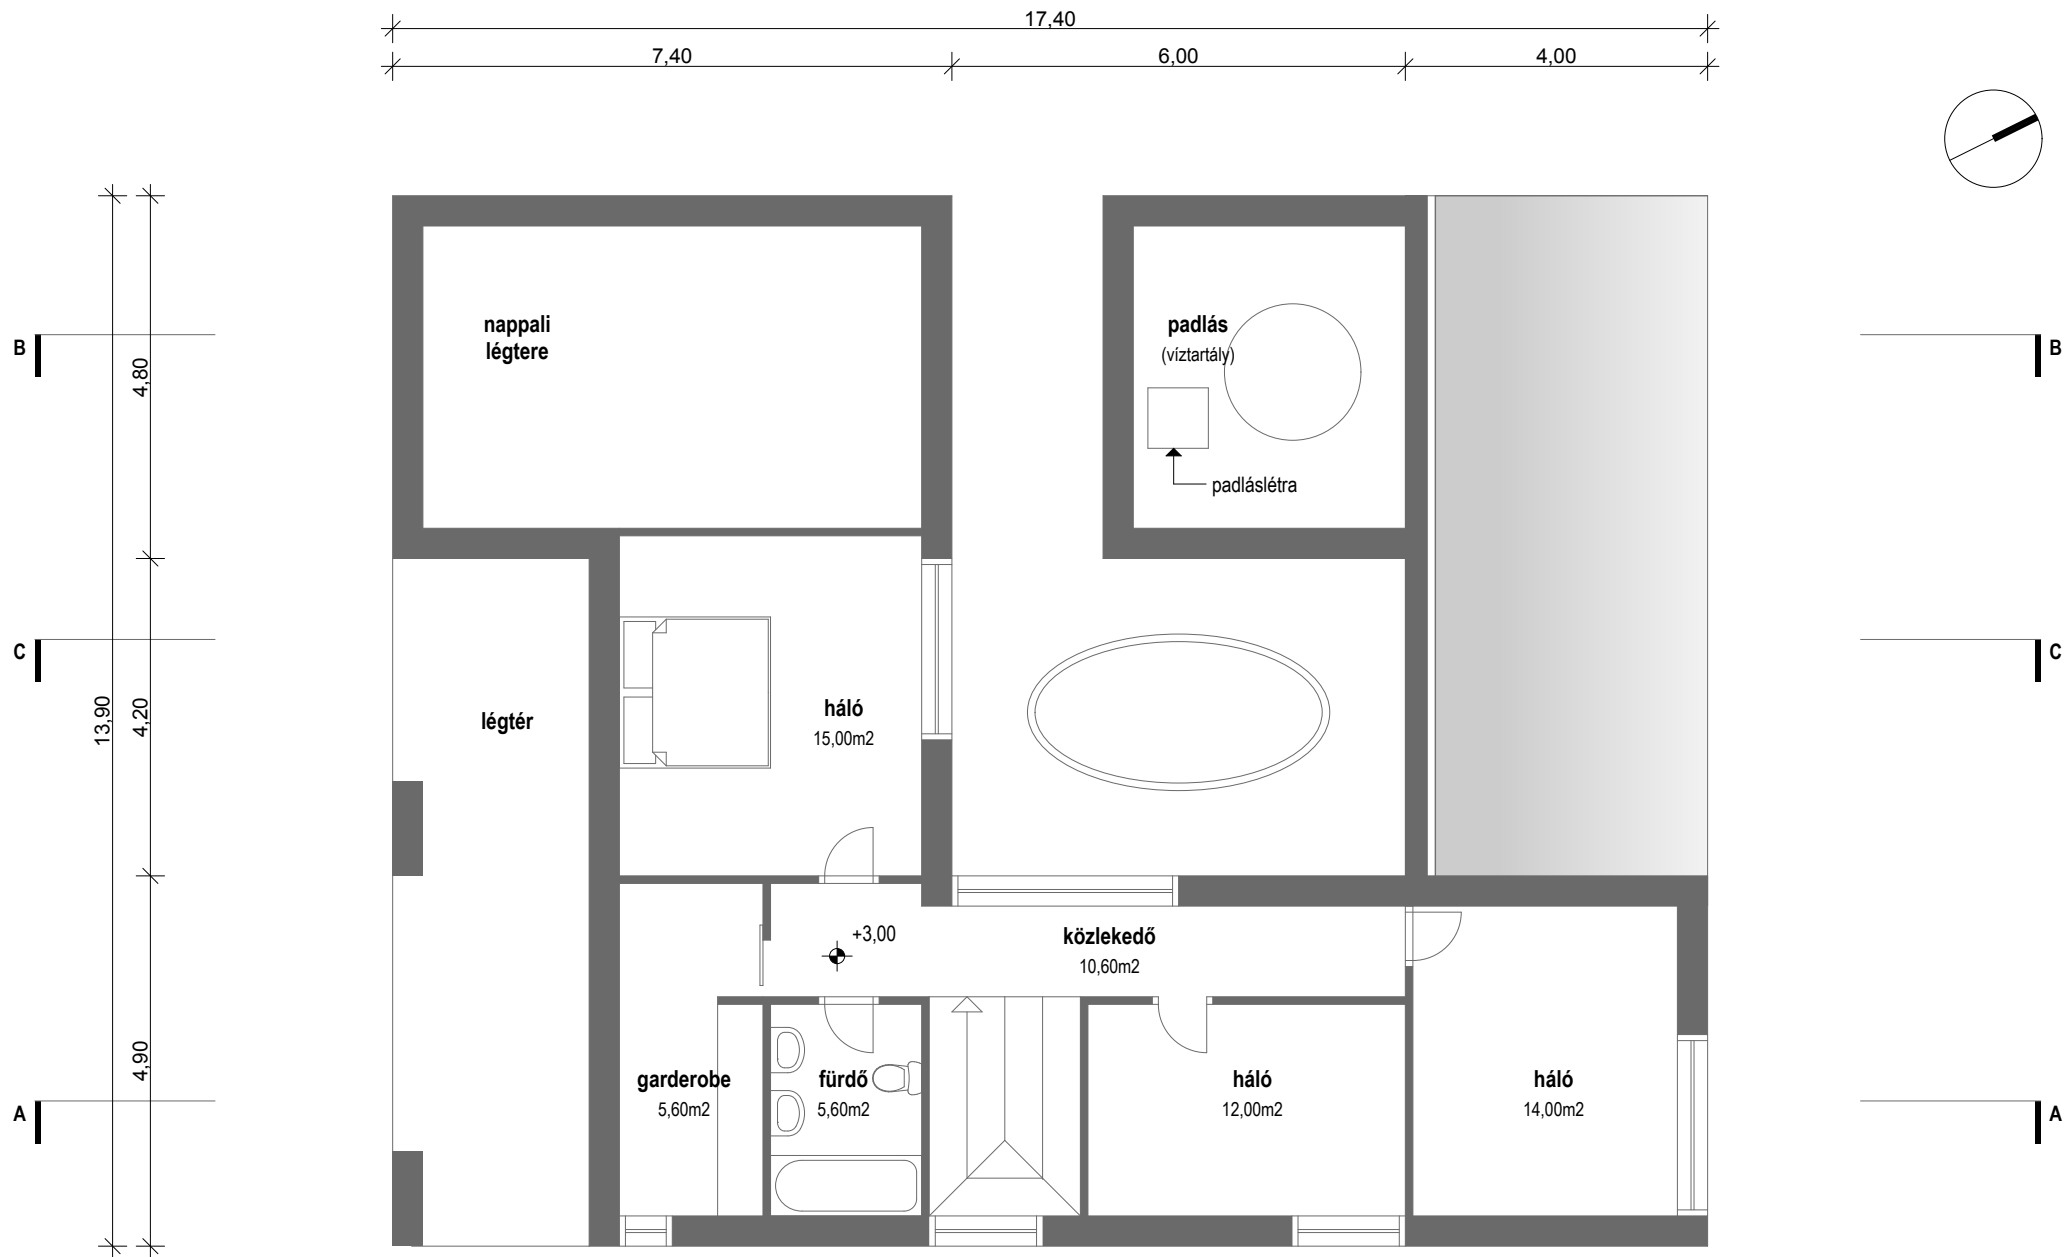 17,40
7,40
6,00
4,00
nappali
légtere
padlás
(víztartály)
B
B
4,80
padláslétra
C
C
13,90
4,20
légtér
háló
15,00m2
+3,00
közlekedő
10,60m2
4,90
garderobe
5,60m2
fürdő
5,60m2
háló
12,00m2
háló
14,00m2
A
A